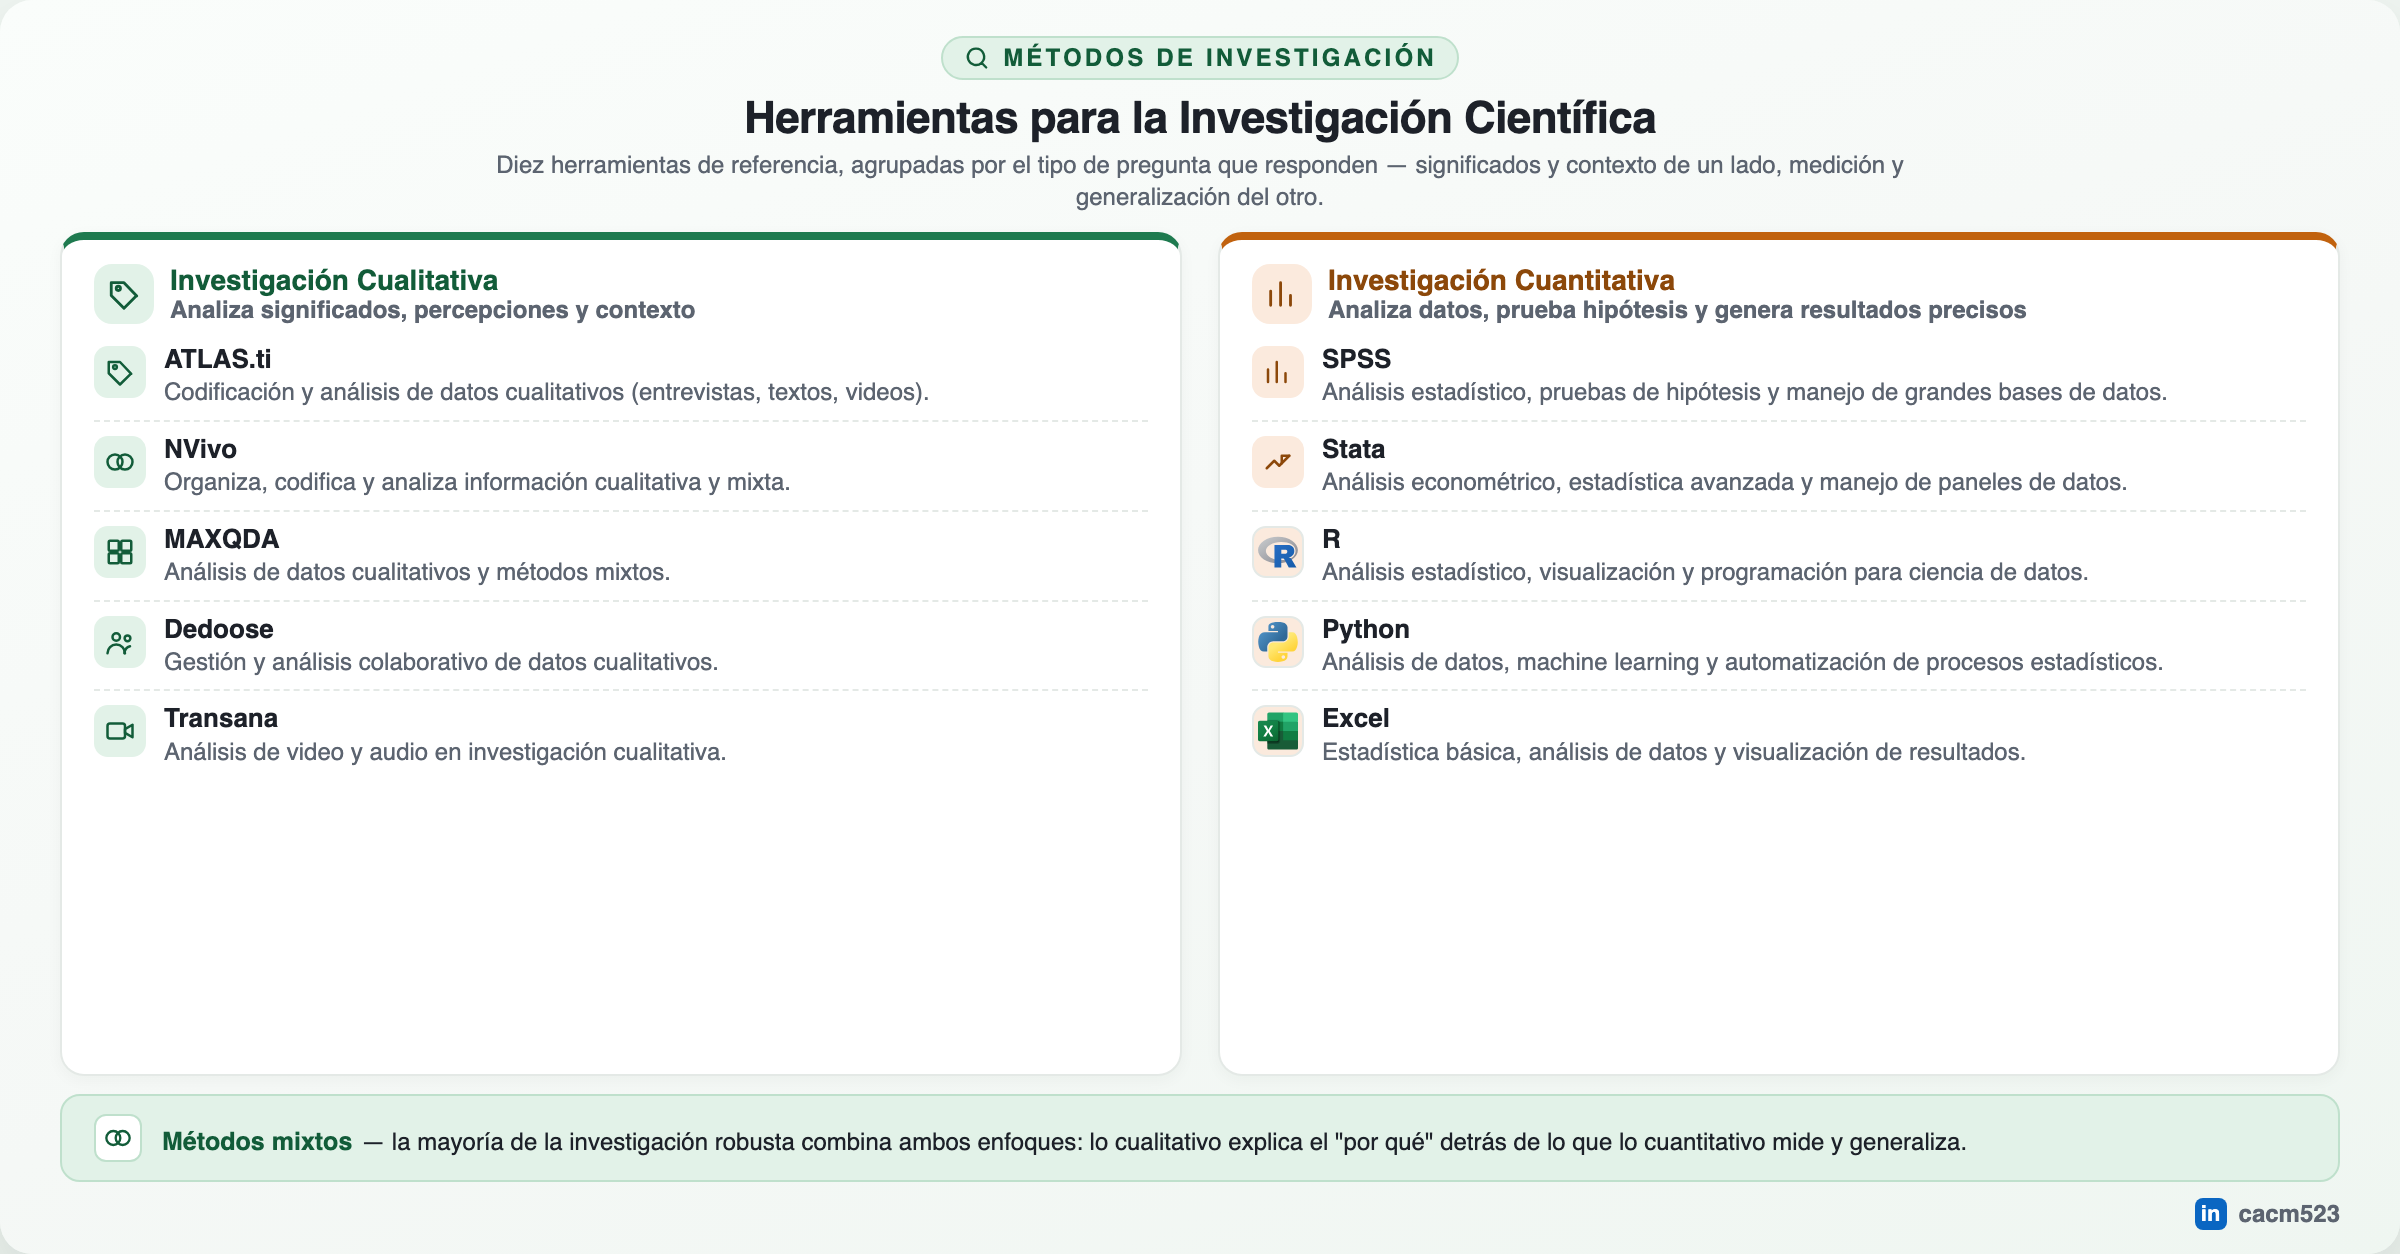 MÉTODOS DE INVESTIGACIÓN
Herramientas para la Investigación Científica
Diez herramientas de referencia, agrupadas por el tipo de pregunta que responden — significados y contexto de un lado, medición y
generalización del otro.
Investigación Cualitativa
Analiza significados, percepciones y contexto
ATLAS.ti
Codificación y análisis de datos cualitativos (entrevistas, textos, videos).
NVivo
Organiza, codifica y analiza información cualitativa y mixta.
MAXQDA
Análisis de datos cualitativos y métodos mixtos.
Dedoose
Gestión y análisis colaborativo de datos cualitativos.
Transana
Análisis de video y audio en investigación cualitativa.
Investigación Cuantitativa
Analiza datos, prueba hipótesis y genera resultados precisos
SPSS
Análisis estadístico, pruebas de hipótesis y manejo de grandes bases de datos.
Stata
Análisis econométrico, estadística avanzada y manejo de paneles de datos.
R
R
Análisis estadístico, visualización y programación para ciencia de datos.
Python
Análisis de datos, machine learning y automatización de procesos estadísticos.
X
Excel
Estadística básica, análisis de datos y visualización de resultados.
Métodos mixtos — la mayoría de la investigación robusta combina ambos enfoques: lo cualitativo explica el "por qué" detrás de lo que lo cuantitativo mide y generaliza.
in cacm523